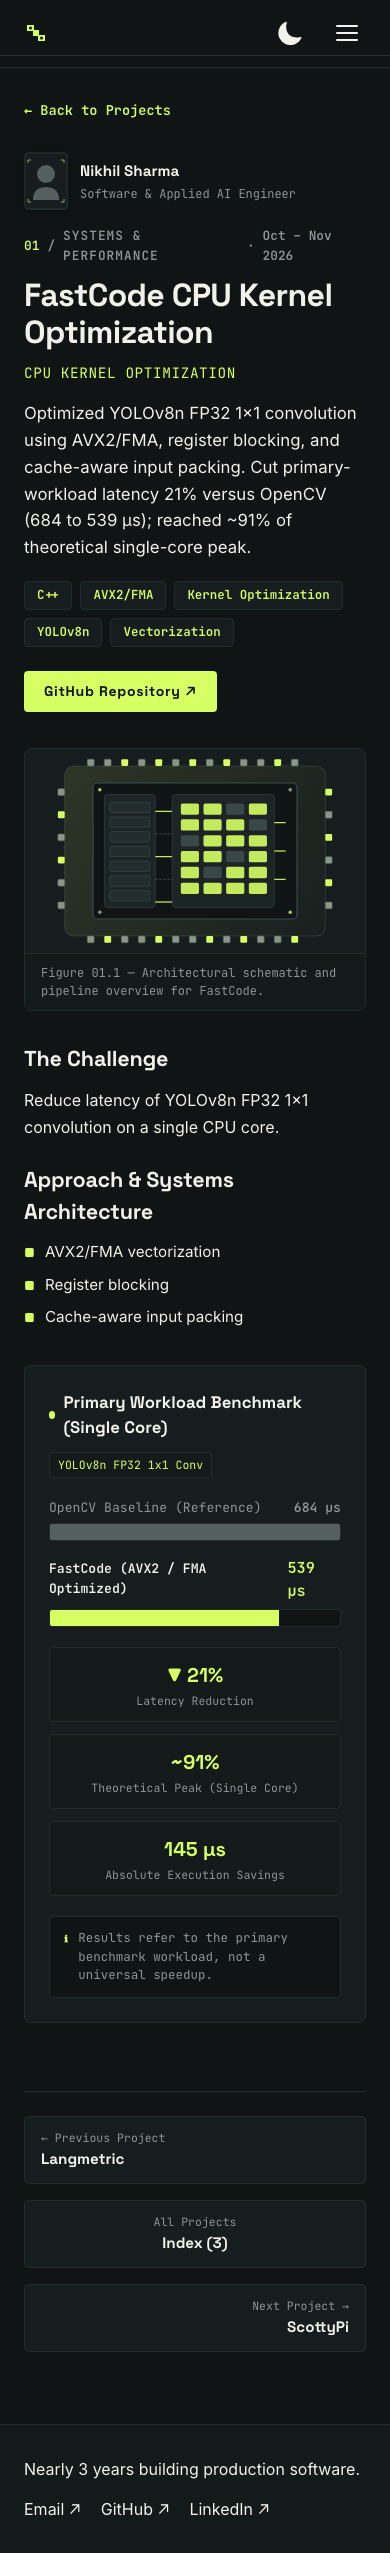 ← Back to Projects
Nikhil Sharma
Software & Applied AI Engineer
01 / SYSTEMS & PERFORMANCE · Oct – Nov 2026
FastCode CPU Kernel
Optimization
CPU KERNEL OPTIMIZATION
Optimized YOLOv8n FP32 1×1 convolution
using AVX2/FMA, register blocking, and
cache-aware input packing. Cut primary-
workload latency 21% versus OpenCV
(684 to 539 µs); reached ~91% of
theoretical single-core peak.
C++ AVX2/FMA Kernel Optimization
YOLOv8n Vectorization
GitHub Repository ↗
Figure 01.1 — Architectural schematic and
pipeline overview for FastCode.
The Challenge
Reduce latency of YOLOv8n FP32 1×1
convolution on a single CPU core.
Approach & Systems
Architecture
AVX2/FMA vectorization
Register blocking
Cache-aware input packing
Primary Workload Benchmark
(Single Core)
YOLOv8n FP32 1x1 Conv
OpenCV Baseline (Reference) 684 µs
FastCode (AVX2 / FMA Optimized) 539 µs
▼ 21%
Latency Reduction
~91%
Theoretical Peak (Single Core)
145 µs
Absolute Execution Savings
ℹ Results refer to the primary
benchmark workload, not a
universal speedup.
← Previous Project
Langmetric
All Projects
Index (3)
Next Project →
ScottyPi
Nearly 3 years building production software.
Email ↗ GitHub ↗ LinkedIn ↗